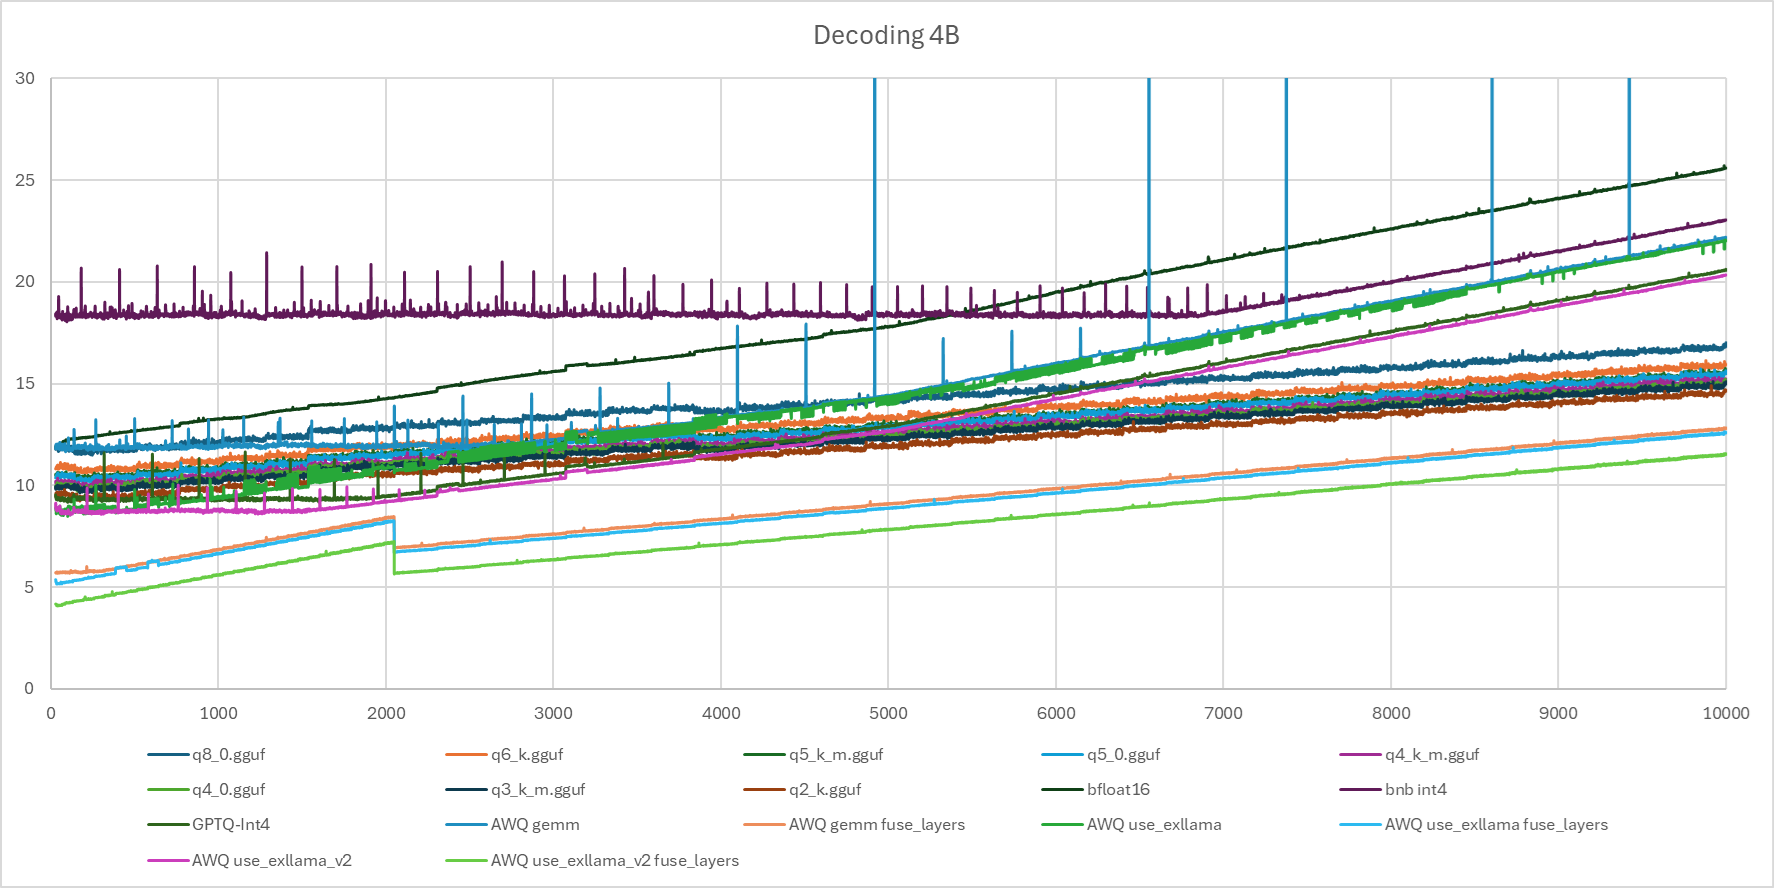 Decoding 4B
30
25
20
15
10
5
0
0 1000 2000 3000 4000 5000 6000 7000 8000 9000 10000
q8_0.gguf q6_k.gguf q5_k_m.gguf q5_0.gguf q4_k_m.gguf
q4_0.gguf q3_k_m.gguf q2_k.gguf bfloat16 bnb int4
GPTQ-Int4 AWQ gemm AWQ gemm fuse_layers AWQ use_exllama AWQ use_exllama fuse_layers
AWQ use_exllama_v2 AWQ use_exllama_v2 fuse_layers